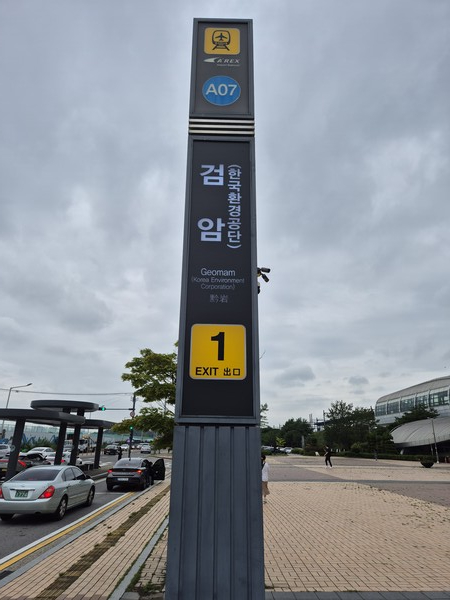 A'REX
A07
검암
(한국환경공단)
Geomam
(Korea Environment
Corporation)
黔岩
1
EXIT 出口